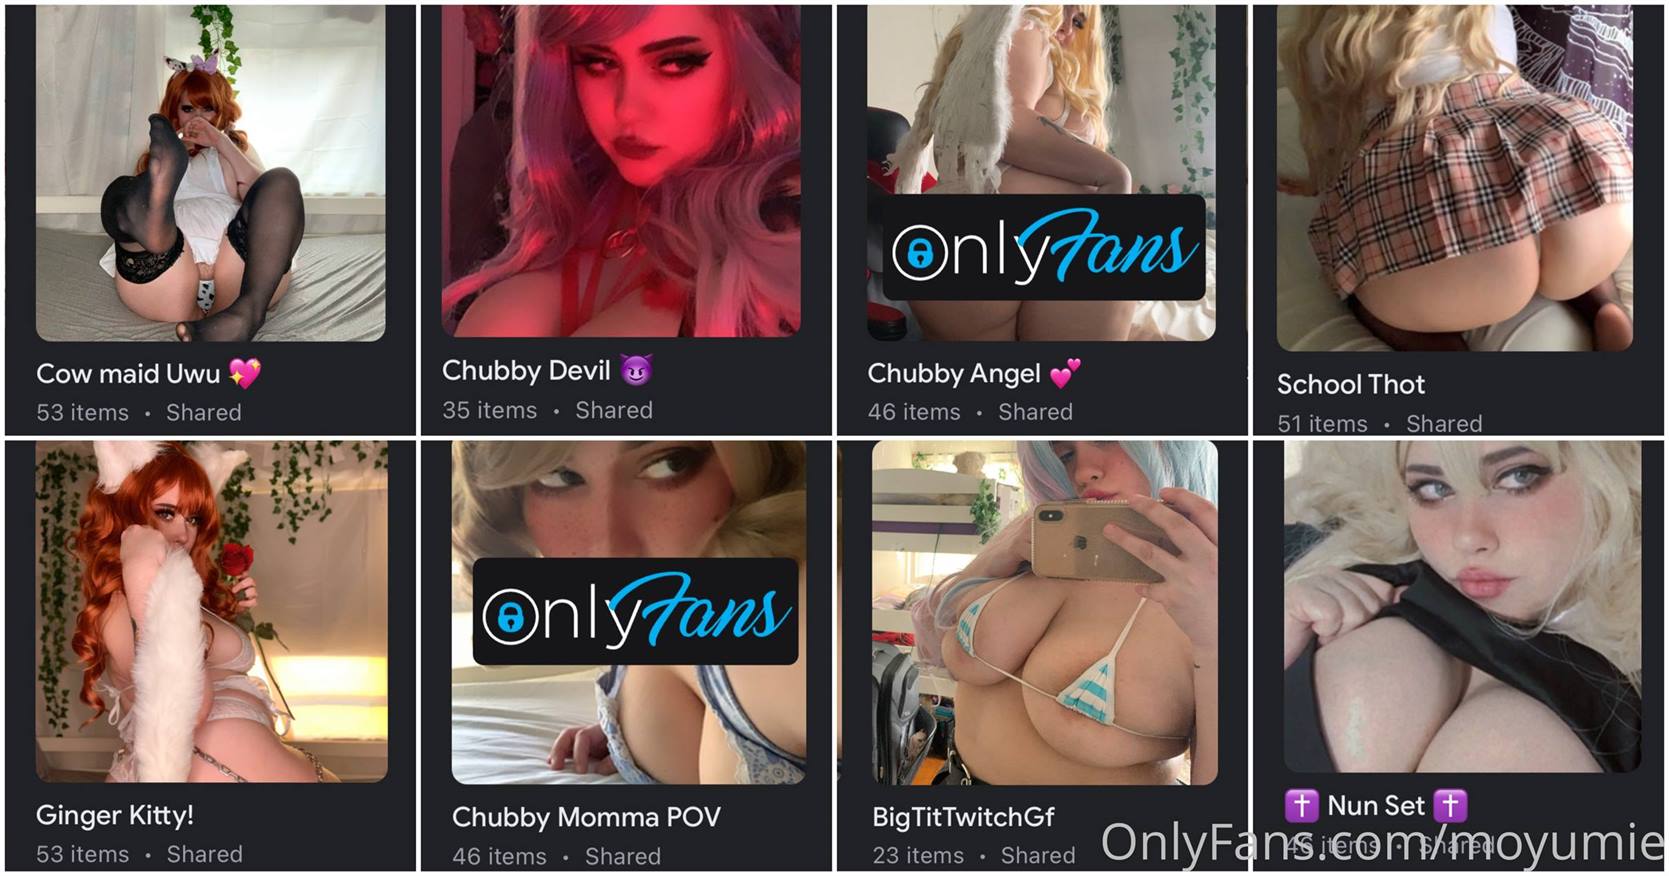 OnlyFans
Cow maid Uwu 💖
53 items • Shared
Chubby Devil 😈
35 items • Shared
Chubby Angel 💕
46 items • Shared
School Thot
51 items • Shared
OnlyFans
Ginger Kitty!
53 items • Shared
Chubby Momma POV
46 items • Shared
BigTitTwitchGf
23 items • Shared
✝️ Nun Set ✝️
46 items • Shared
OnlyFans.com/moyumie